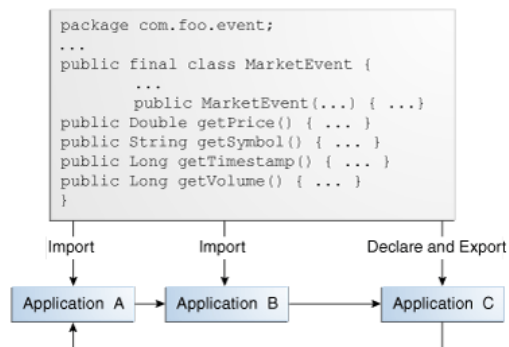 package com.foo.event;
...
public final class MarketEvent {
...
public MarketEvent(...) { ...}
public Double getPrice() { ... }
public String getSymbol() { ... }
public Long getTimestamp() { ... }
public Long getVolume() { ... }
}
Import Import Declare and Export
Application A Application B Application C